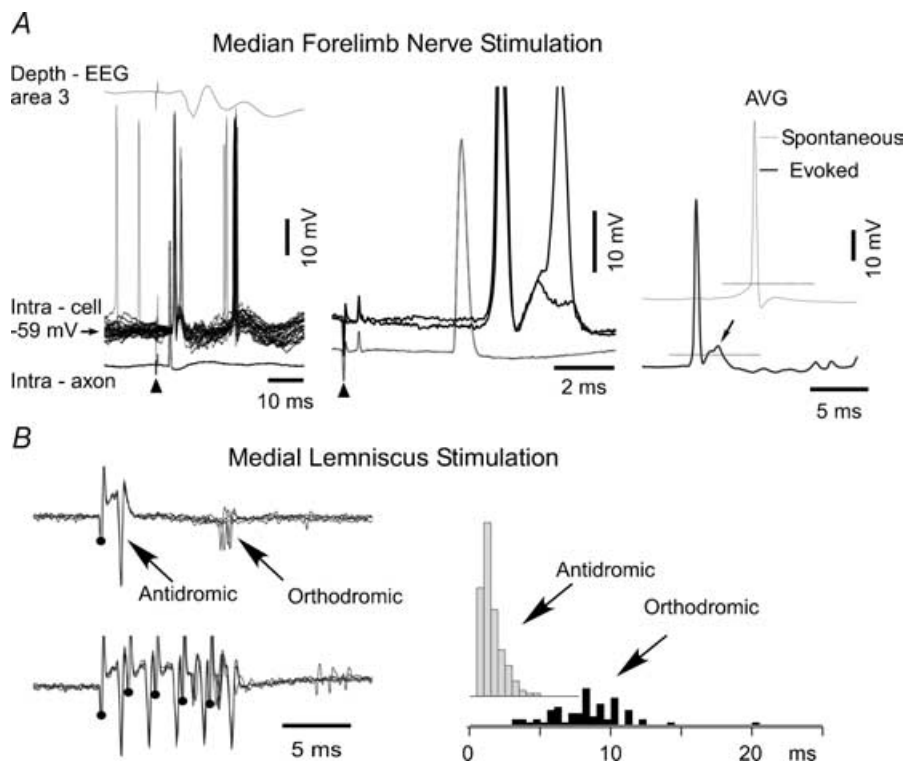 A
Median Forelimb Nerve Stimulation
Depth - EEG
area 3
10 mV
Intra - cell
-59 mV
Intra - axon
10 ms
10 mV
2 ms
AVG
Spontaneous
Evoked
10 mV
5 ms
B
Medial Lemniscus Stimulation
Antidromic
Orthodromic
5 ms
Antidromic
Orthodromic
0 10 20 ms